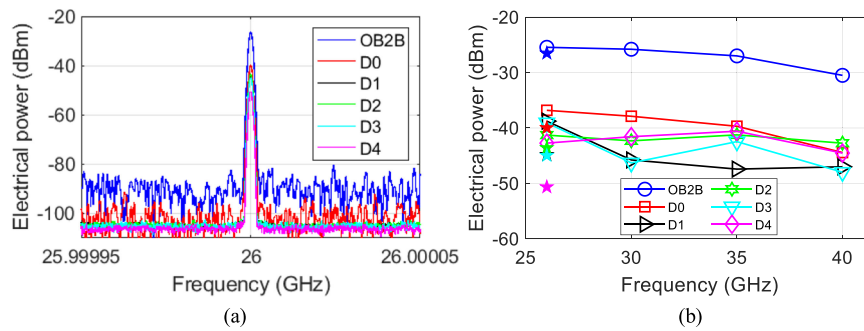 -20
-40
-60
-80
-100
Electrical power (dBm)
OB2B
D0
D1
D2
D3
D4
25.99995
26
26.00005
Frequency (GHz)
(a)
-20
-30
-40
-50
-60
Electrical power (dBm)
OB2B
D0
D1
D2
D3
D4
25
30
35
40
Frequency (GHz)
(b)